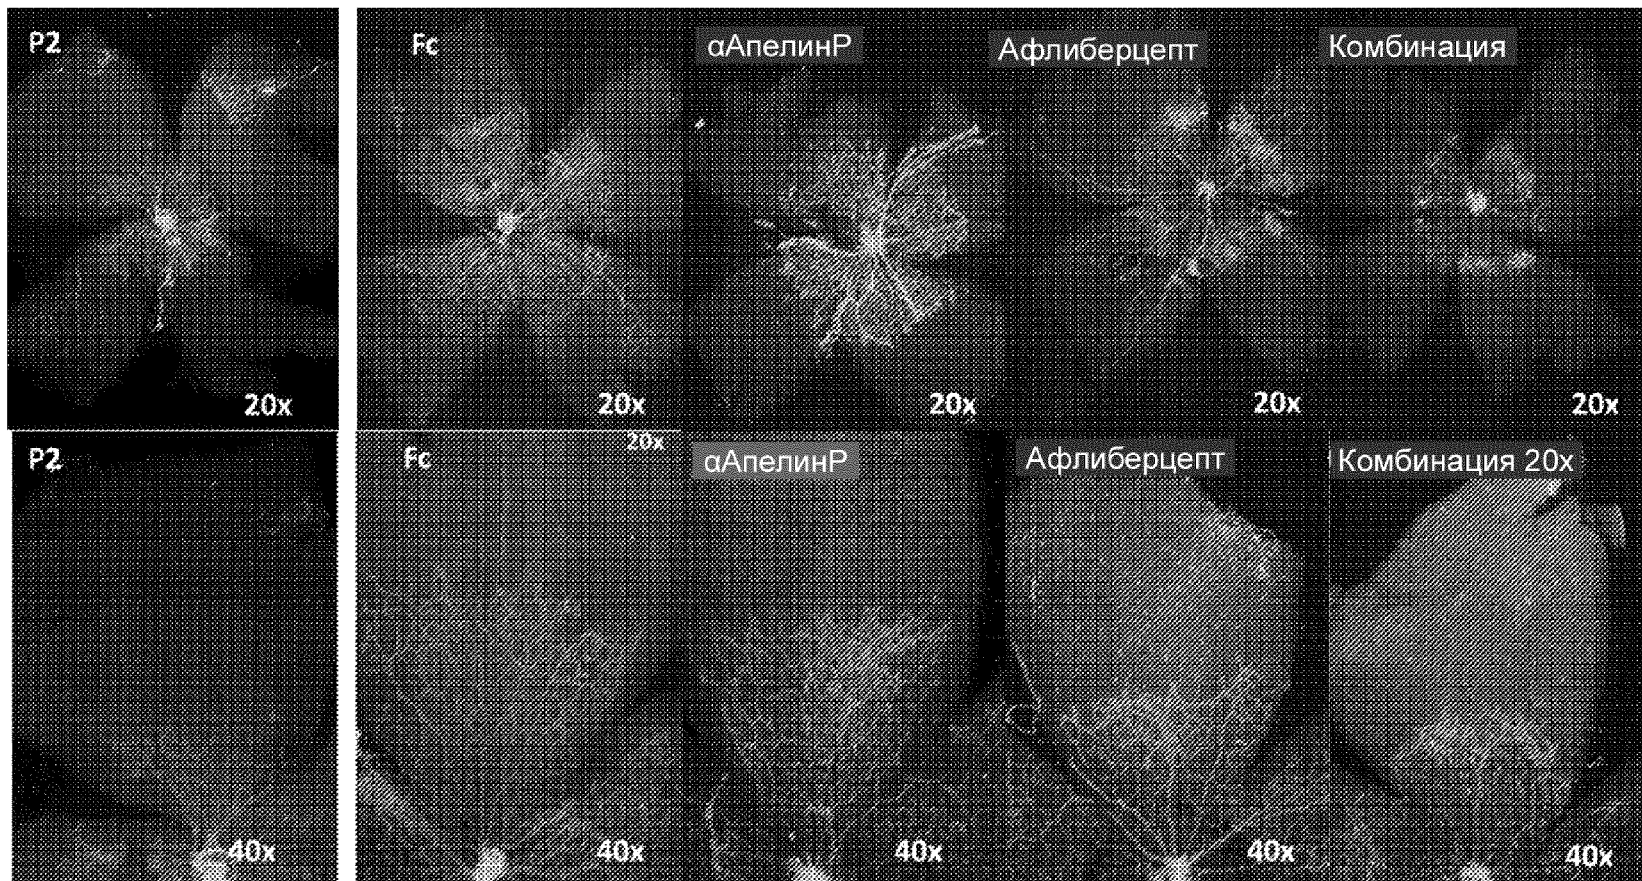 P2
Fc
αАпелинР
Афлиберцепт
Комбинация
20x
20x
20x
20x
20x
P2
Fc
20x
αАпелинР
Афлиберцепт
Комбинация 20x
40x
40x
40x
40x
40x